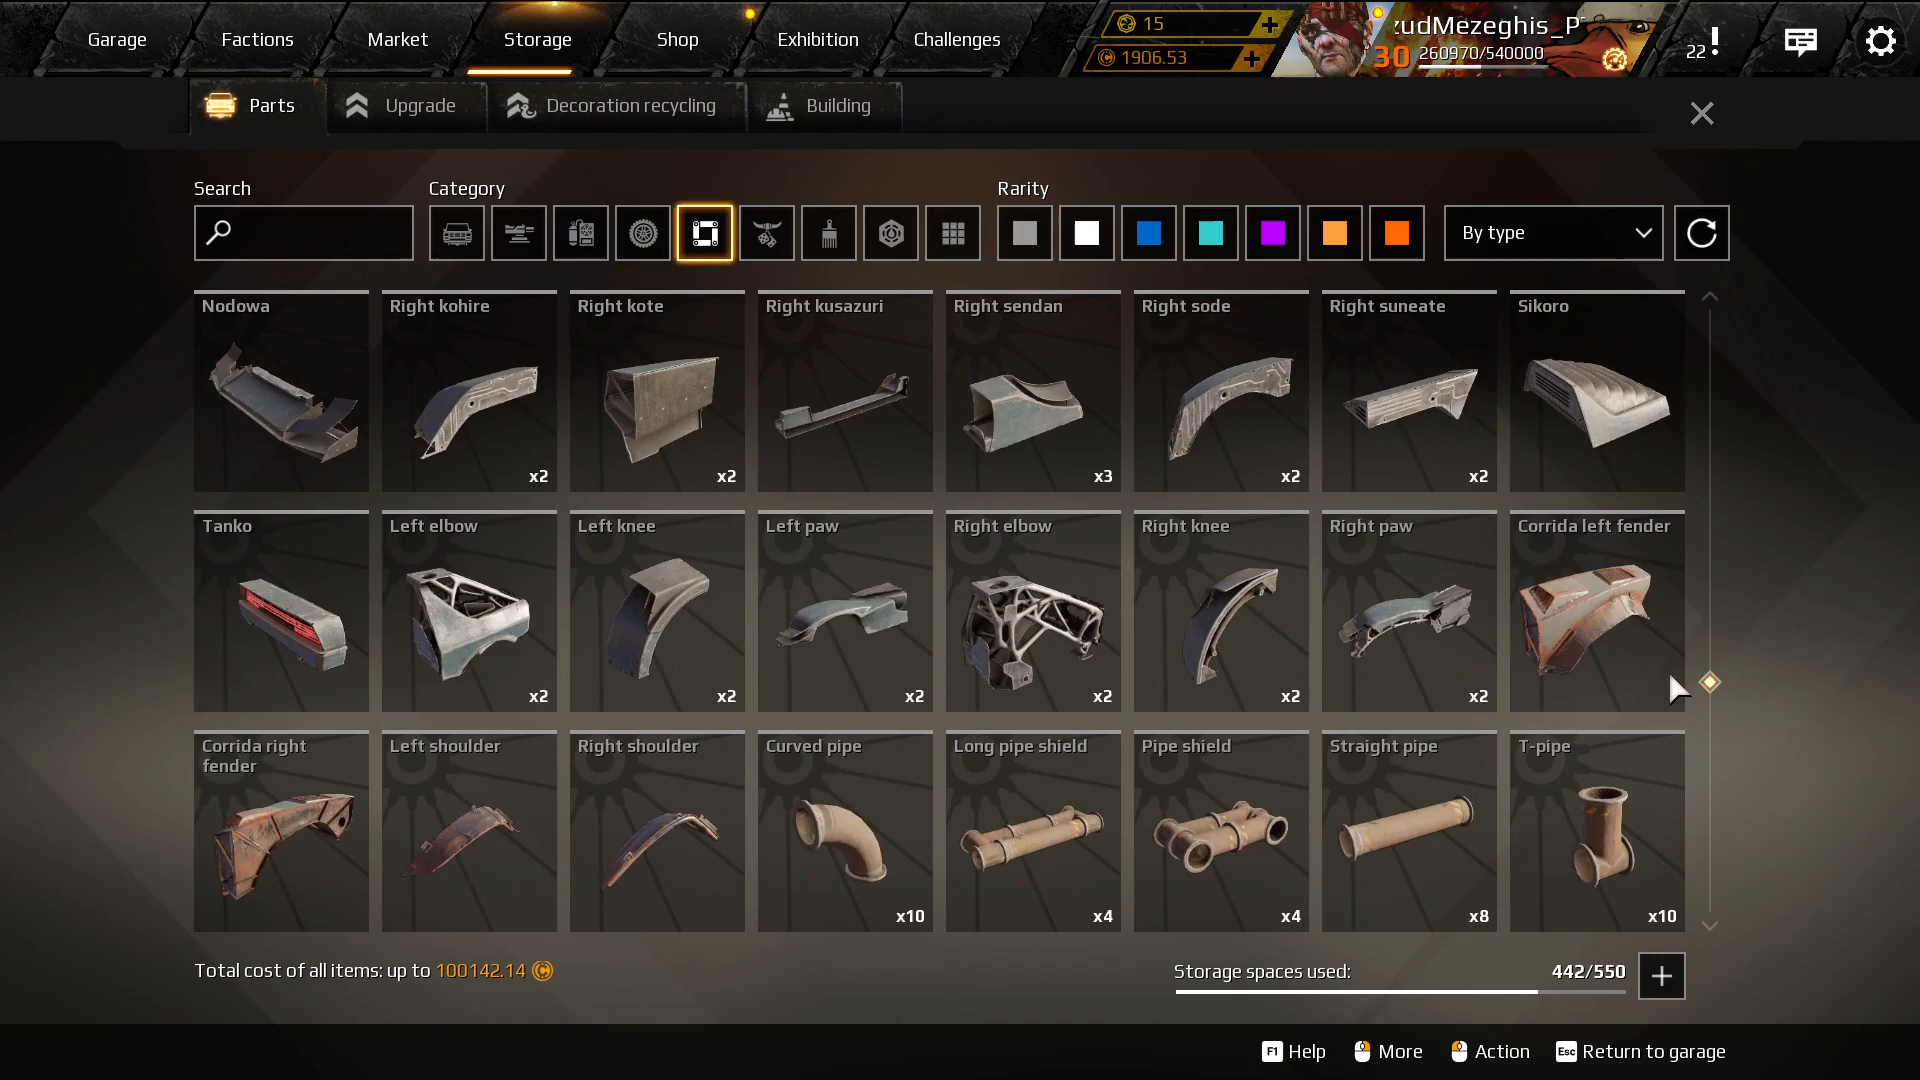 Garage
Factions
Market
Storage
Shop
Exhibition
Challenges
15
1906.53
zudMezeghis_P
30
260970/540000
22
Parts
Upgrade
Decoration recycling
Building
Search
Category
Rarity
By type
Nodowa
Right kohire
x2
Right kote
x2
Right kusazuri
Right sendan
x3
Right sode
x2
Right suneate
x2
Sikoro
Tanko
Left elbow
x2
Left knee
x2
Left paw
x2
Right elbow
x2
Right knee
x2
Right paw
x2
Corrida left fender
Corrida right
fender
Left shoulder
Right shoulder
Curved pipe
x10
Long pipe shield
x4
Pipe shield
x4
Straight pipe
x8
T-pipe
x10
Total cost of all items: up to 100142.14
Storage spaces used:
442/550
F1 Help
More
Action
Esc Return to garage